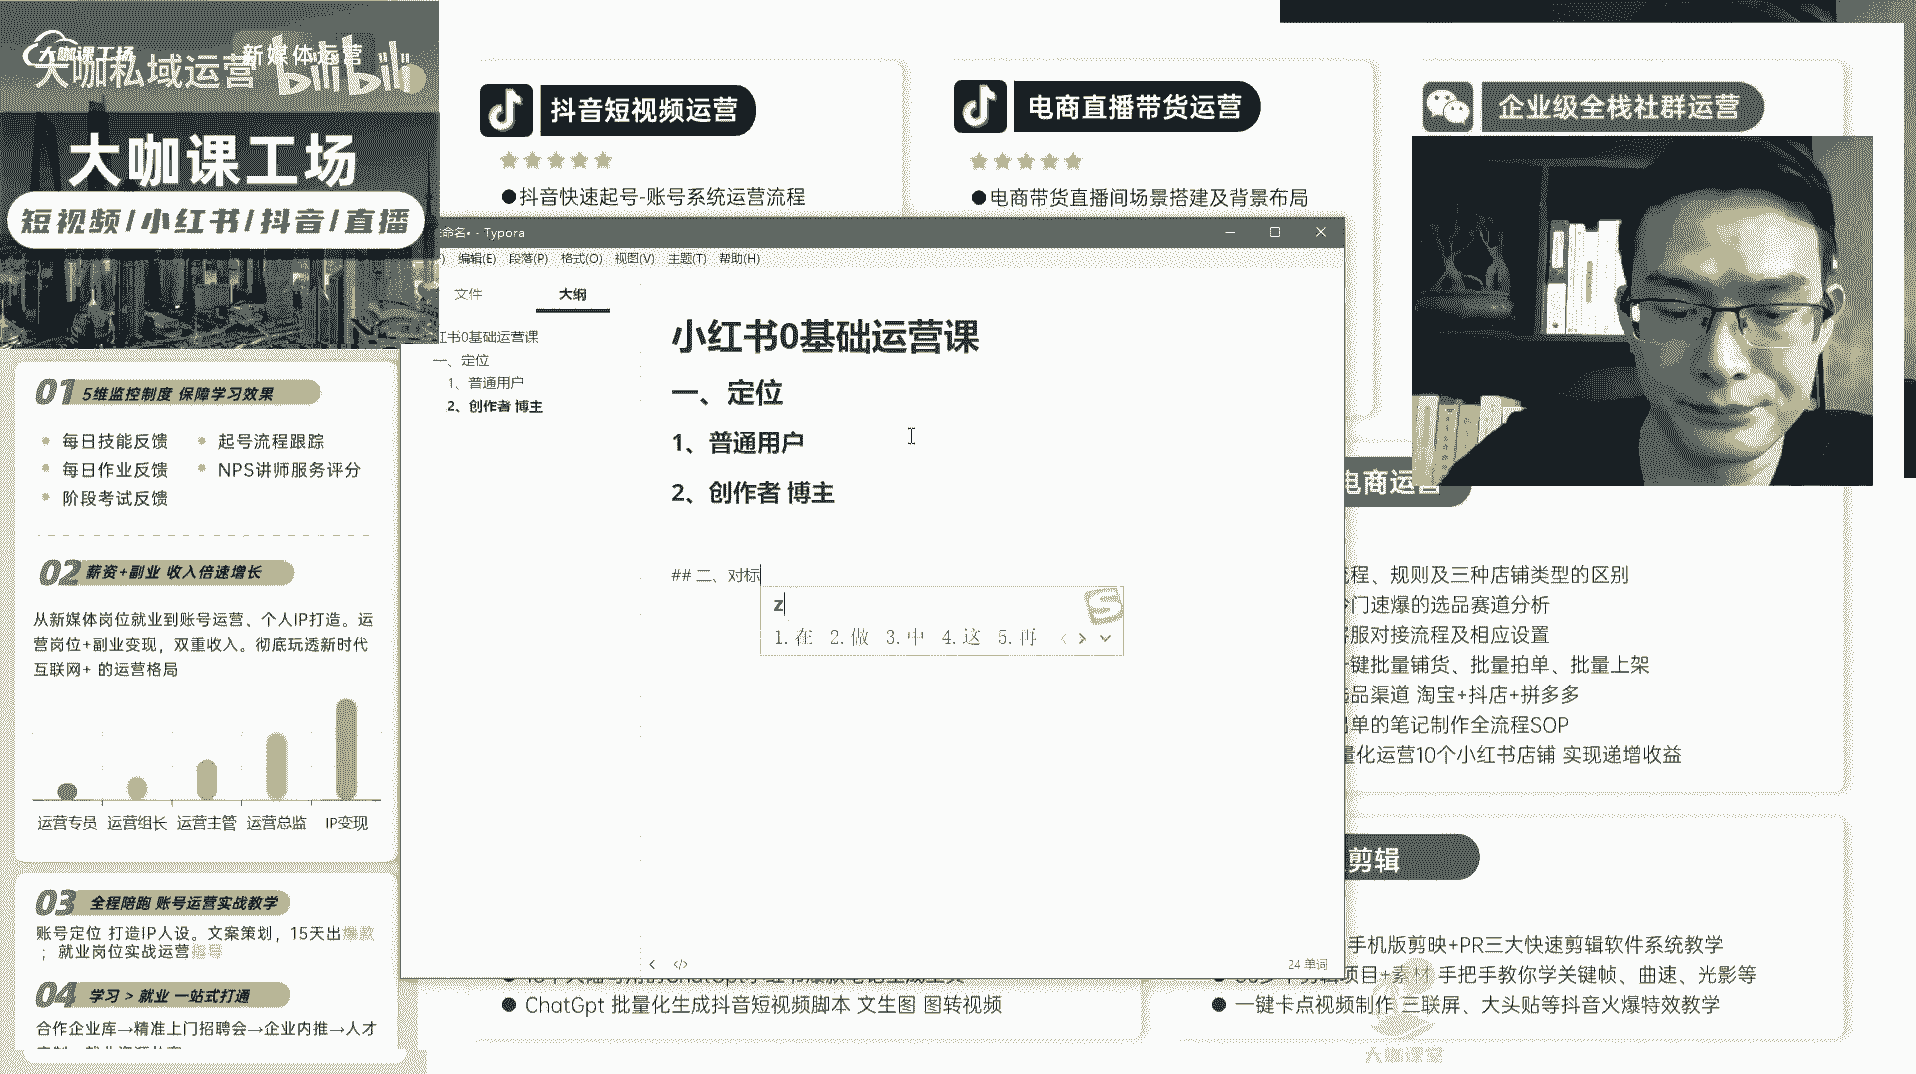 大咖课工场
新媒体运营
大咖私域运营
bilibili
大咖课工场
短视频/小红书/抖音/直播
01 5维监控制度 保障学习效果
每日技能反馈
起号流程跟踪
每日作业反馈
NPS讲师服务评分
阶段考试反馈
02 薪资+副业 收入倍速增长
从新媒体岗位就业到账号运营、个人IP打造。运
营岗位+副业变现，双重收入。彻底玩透新时代
互联网+ 的运营格局
运营专员 运营组长 运营主管 运营总监 IP变现
03 全程陪跑 账号运营实战教学
账号定位 打造IP人设。文案策划，15天出爆款
；就业岗位实战运营指导
04 学习 > 就业 一站式打通
合作企业库→精准上门招聘会→企业内推→人才
抖音短视频运营
●抖音快速起号-账号系统运营流程
电商直播带货运营
●电商带货直播间场景搭建及背景布局
企业级全栈社群运营
命名• - Typora
) 编辑(E) 段落(P) 格式(O) 视图(V) 主题(T) 帮助(H)
文件 大纲
红书0基础运营课
一、定位
1、普通用户
2、创作者 博主
小红书0基础运营课
一、定位
1、普通用户
2、创作者 博主
## 二、对标
z
1.在 2.做 3.中 4.这 5.再
</>
24 单词
电商运营
流程、规则及三种店铺类型的区别
门速爆的选品赛道分析
客服对接流程及相应设置
一键批量铺货、批量拍单、批量上架
选品渠道 淘宝+抖店+拼多多
出单的笔记制作全流程SOP
量化运营10个小红书店铺 实现递增收益
剪辑
手机版剪映+PR三大快速剪辑软件系统教学
项目+素材 手把手教你学关键帧、曲速、光影等
● ChatGpt 批量化生成抖音短视频脚本 文生图 图转视频
● 一键卡点视频制作 三联屏、大头贴等抖音火爆特效教学
大咖课堂